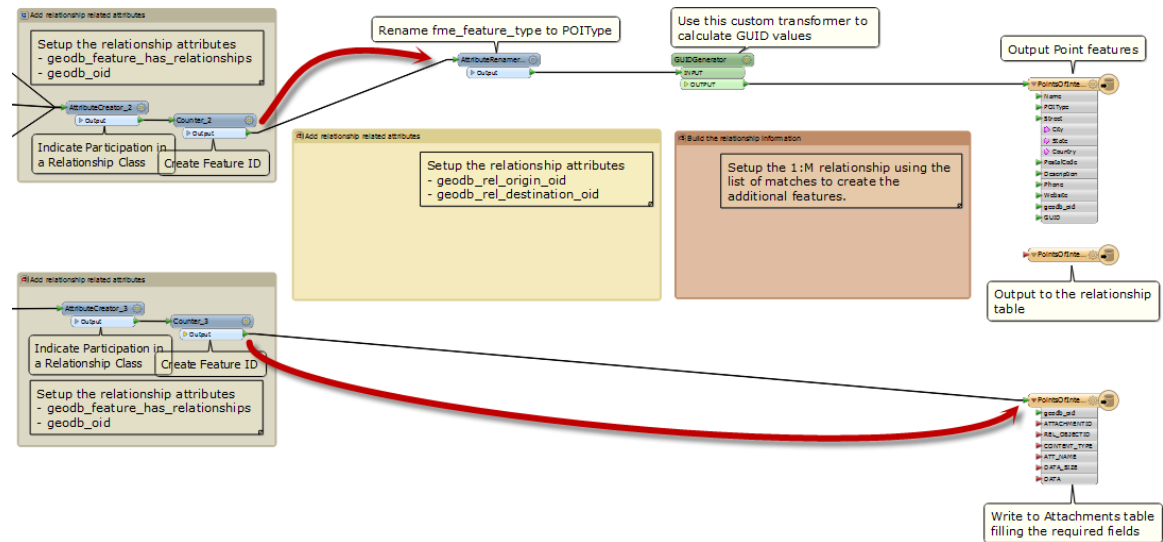 Add relationship related attributes
Setup the relationship attributes
- geodb_feature_has_relationships
- geodb_oid
AttributeCreator_2
Output
Counter_2
Output
Indicate Participation in
a Relationship Class
Create Feature ID
Rename fme_feature_type to POIType
AttributeRenamer...
Output
Use this custom transformer to
calculate GUID values
GUIDGenerator
INPUT
OUTPUT
Output Point features
PointsOfInte...
Name
POIType
Street
City
State
Country
PostalCode
Description
Phone
Website
geodb_oid
GUID
Add relationship related attributes
Setup the relationship attributes
- geodb_rel_origin_oid
- geodb_rel_destination_oid
Build the relationship information
Setup the 1:M relationship using the
list of matches to create the
additional features.
PointsOfInte...
Output to the relationship
table
Add relationship related attributes
AttributeCreator_3
Output
Counter_3
Output
Indicate Participation in
a Relationship Class
Create Feature ID
Setup the relationship attributes
- geodb_feature_has_relationships
- geodb_oid
PointsOfInte...
geodb_oid
ATTACHMENTID
REL_OBJECTID
CONTENT_TYPE
ATT_NAME
DATA_SIZE
DATA
Write to Attachments table
filling the required fields